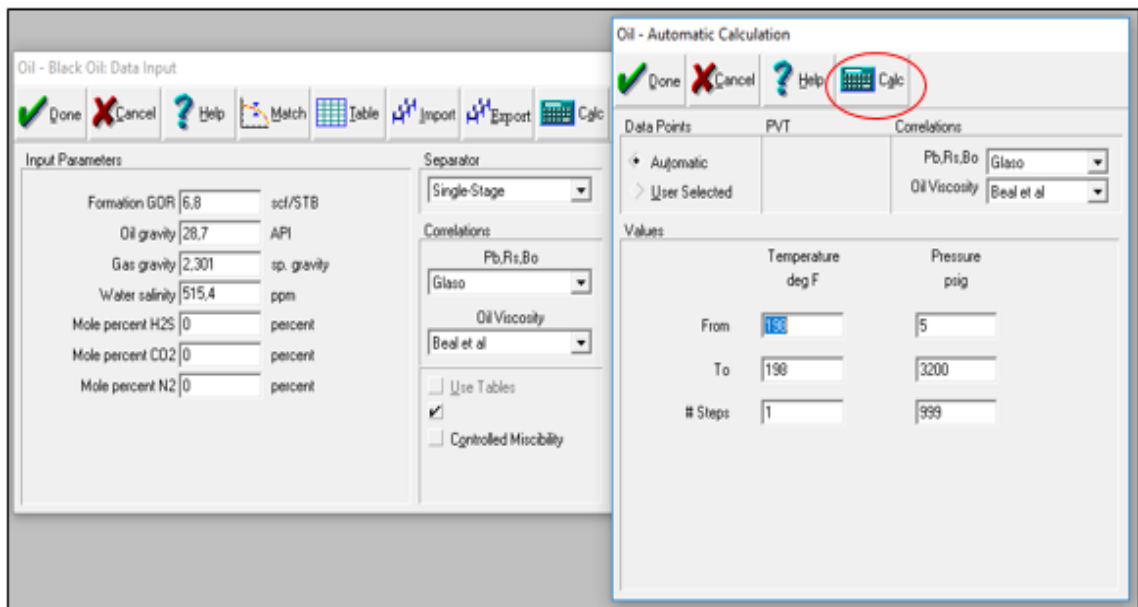 Oil - Black Oil: Data Input
Done Cancel Help Match Table Import Export Calc
Input Parameters
Formation GOR 6,8 scf/STB
Oil gravity 28,7 API
Gas gravity 2,301 sp. gravity
Water salinity 515,4 ppm
Mole percent H2S 0 percent
Mole percent CO2 0 percent
Mole percent N2 0 percent
Separator
Single-Stage
Correlations
Pb,Rs,Bo
Glaso
Oil Viscosity
Beal et al
Use Tables
Controlled Miscibility
Oil - Automatic Calculation
Done Cancel Help Calc
Data Points PVT Correlations
Automatic
User Selected
Pb,Rs,Bo Glaso
Oil Viscosity Beal et al
Values
Temperature Pressure
deg F psig
From 198 5
To 198 3200
# Steps 1 999